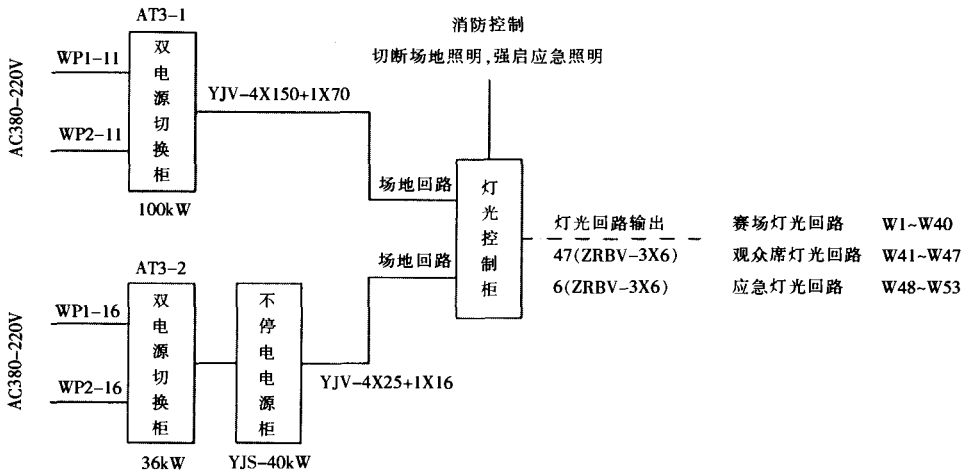 AT3-1
消防控制
切断场地照明,强启应急照明
AC380-220V
WP1-11
WP2-11
双电源切换柜
100kW
YJV-4X150+1X70
场地回路
灯光控制柜
灯光回路输出
47(ZRBV-3X6)
6(ZRBV-3X6)
赛场灯光回路 W1~W40
观众席灯光回路 W41~W47
应急灯光回路 W48~W53
场地回路
AT3-2
AC380-220V
WP1-16
WP2-16
双电源切换柜
36kW
不停电电源柜
YJS-40kW
YJV-4X25+1X16